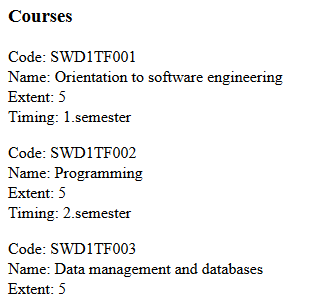 Courses
Code: SWD1TF001
Name: Orientation to software engineering
Extent: 5
Timing: 1.semester
Code: SWD1TF002
Name: Programming
Extent: 5
Timing: 2.semester
Code: SWD1TF003
Name: Data management and databases
Extent: 5